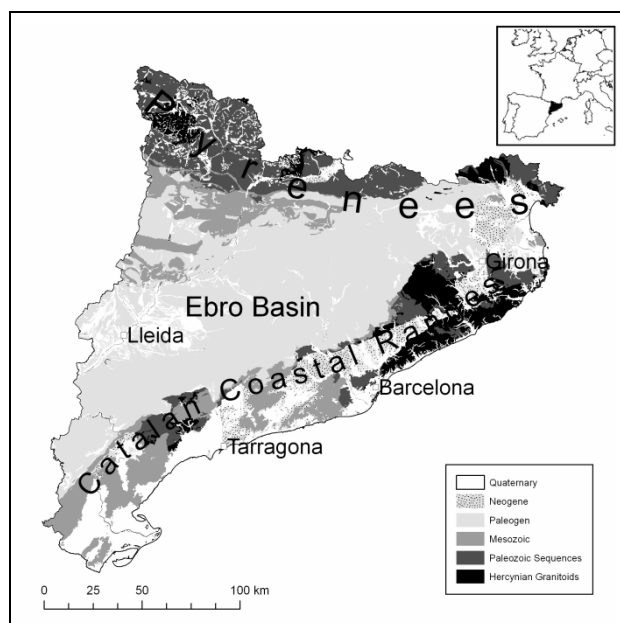 Pyrenees
Girona
Ebro Basin
Lleida
Catalan Coastal Ranges
Barcelona
Tarragona
Quaternary
Neogene
Paleogen
Mesozoic
Paleozoic Sequences
Hercynian Granitoids
0 25 50 100 km